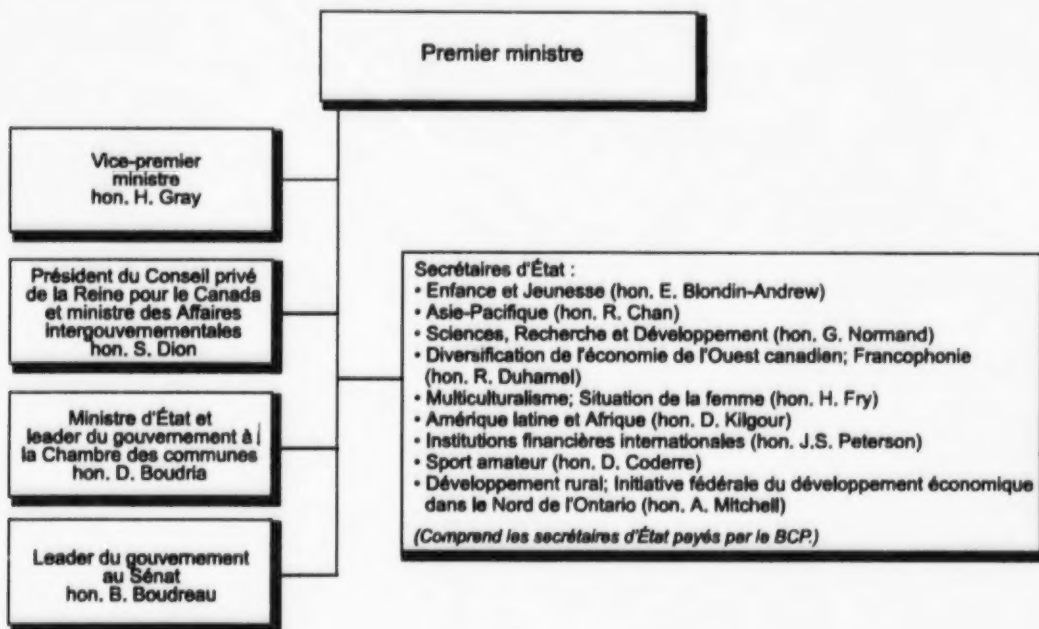 Premier ministre
Vice-premier
ministre
hon. H. Gray
Président du Conseil privé
de la Reine pour le Canada
et ministre des Affaires
intergouvernementales
hon. S. Dion
Ministre d'État et
leader du gouvernement à
la Chambre des communes
hon. D. Boudria
Leader du gouvernement
au Sénat
hon. B. Boudreau
Secrétaires d'État :
• Enfance et Jeunesse (hon. E. Blondin-Andrew)
• Asie-Pacifique (hon. R. Chan)
• Sciences, Recherche et Développement (hon. G. Normand)
• Diversification de l'économie de l'Ouest canadien; Francophonie
(hon. R. Duhamel)
• Multiculturalisme; Situation de la femme (hon. H. Fry)
• Amérique latine et Afrique (hon. D. Kilgour)
• Institutions financières internationales (hon. J.S. Peterson)
• Sport amateur (hon. D. Coderre)
• Développement rural; Initiative fédérale du développement économique
dans le Nord de l'Ontario (hon. A. Mitchell)
(Comprend les secrétaires d'État payés par le BCP.)